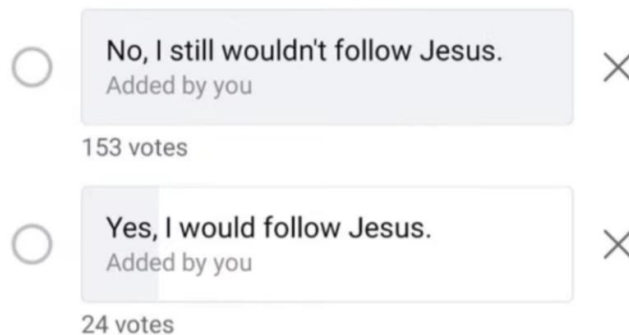 No, I still wouldn't follow Jesus.
Added by you
153 votes
Yes, I would follow Jesus.
Added by you
24 votes